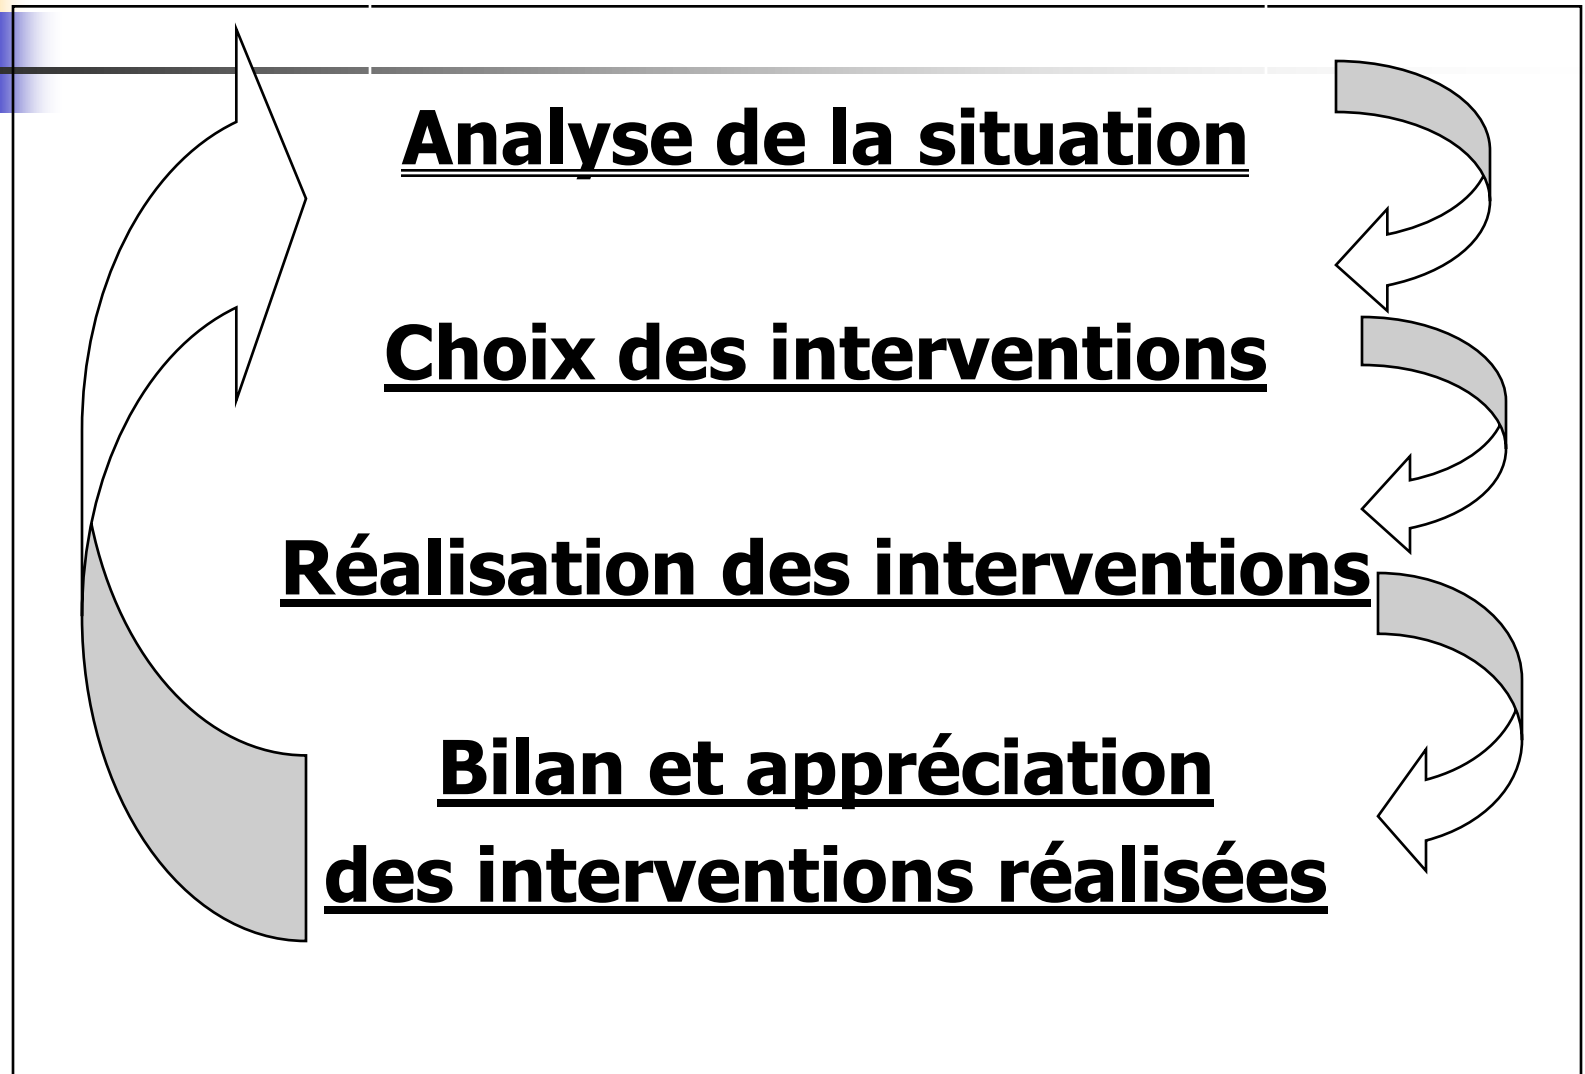 Analyse de la situation
Choix des interventions
Réalisation des interventions
Bilan et appréciation
des interventions réalisées